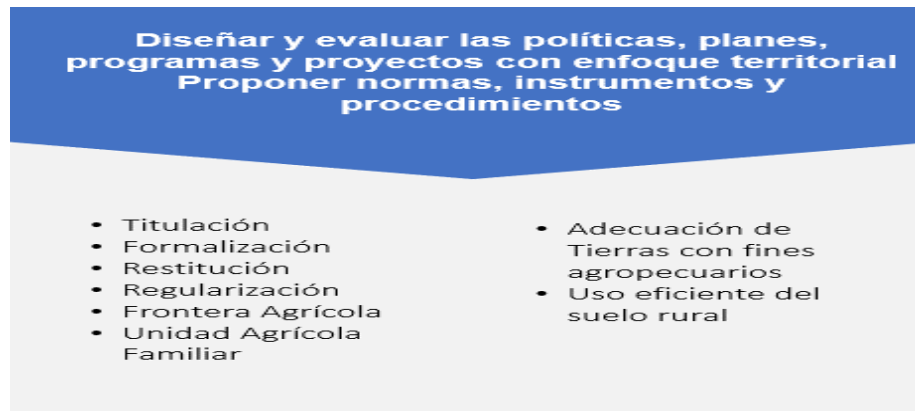 Diseñar y evaluar las políticas, planes,
programas y proyectos con enfoque territorial
Proponer normas, instrumentos y
procedimientos
• Titulación
• Formalización
• Restitución
• Regularización
• Frontera Agrícola
• Unidad Agrícola
Familiar
• Adecuación de
Tierras con fines
agropecuarios
• Uso eficiente del
suelo rural